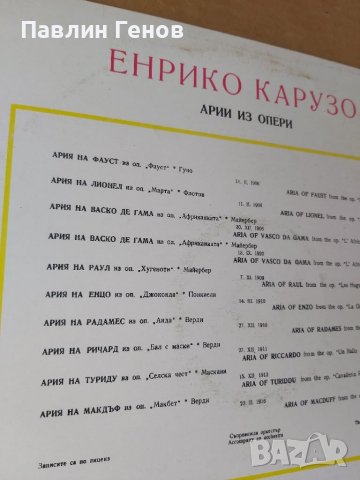 Павлин Генов
ЕНРИКО КАРУЗО
АРИИ ИЗ ОПЕРИ
АРИЯ НА ФАУСТ из оп. „Фауст" * Гуно
ARIA OF FAUST from the op.
АРИЯ НА ЛИОНЕЛ из оп. „Марта" * Флотов
11. II. 1906 ARIA OF LIONEL from the op.
АРИЯ НА ВАСКО ДЕ ГАМА из оп. „Африканката" * Майербер
ARIA OF VASCO DA GAMA from the op. "L'
АРИЯ НА ВАСКО ДЕ ГАМА из оп. „Африканката" * Майербер
ARIA OF VASCO DA GAMA from the op. "L'
АРИЯ НА РАУЛ из оп. „Хугеноти" * Майербер
ARIA OF RAUL from the op. "Les
АРИЯ НА ЕНЦО из оп. „Джоконда" * Понкиели
ARIA OF ENZO from the op. "La
АРИЯ НА РАДАМЕС из оп. „Аида" * Верди
ARIA OF RADAMES from the
АРИЯ НА РИЧАРД из оп. „Бал с маски" * Верди
ARIA OF RICCARDO from the op.
АРИЯ НА ТУРИДУ из оп. „Селска чест" * Маскани
ARIA OF TURIDDU from the op.
АРИЯ НА МАКДЪФ из оп. „Макбет" * Верди
ARIA OF MACDUFF from the op.
Записите са по лиценз
bazar